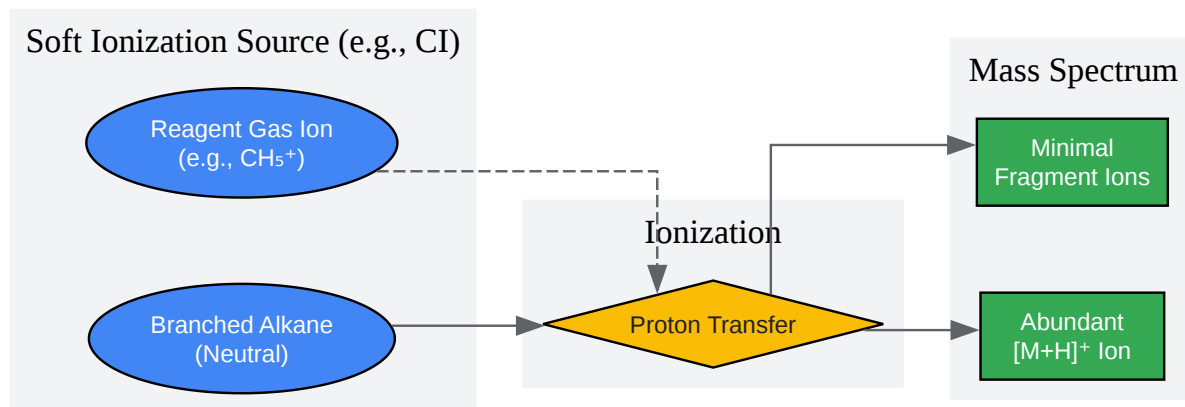 Soft Ionization Source (e.g., CI)
Reagent Gas Ion
(e.g., CH₅⁺)
Branched Alkane
(Neutral)
Ionization
Proton Transfer
Mass Spectrum
Minimal
Fragment Ions
Abundant
[M+H]⁺ Ion